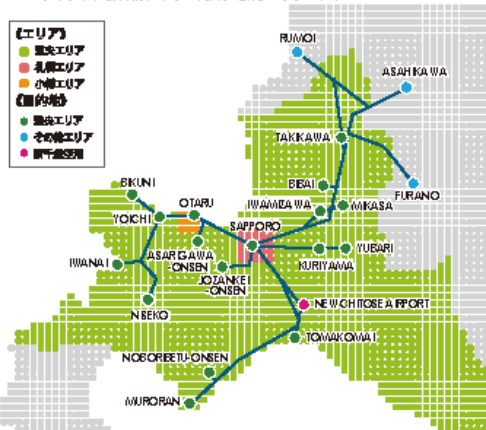 《エリア》
道央エリア
札幌エリア
小樽エリア
《目的地》
道央エリア
その他エリア
新千歳空港
RUMOI
ASAHIKAWA
TAKIKAWA
BIBAI
FURANO
BIKUNI
OTARU
IWAMIZAWA
MIKASA
YOICHI
SAPPORO
IWANAI
ASARIGAWA
-ONSEN
YUBARI
KURIYAMA
JOZANKEI
-ONSEN
NISEKO
NEW CHITOSE AIRPORT
TOMAKOMAI
NOBORIBETU-ONSEN
MURORAN